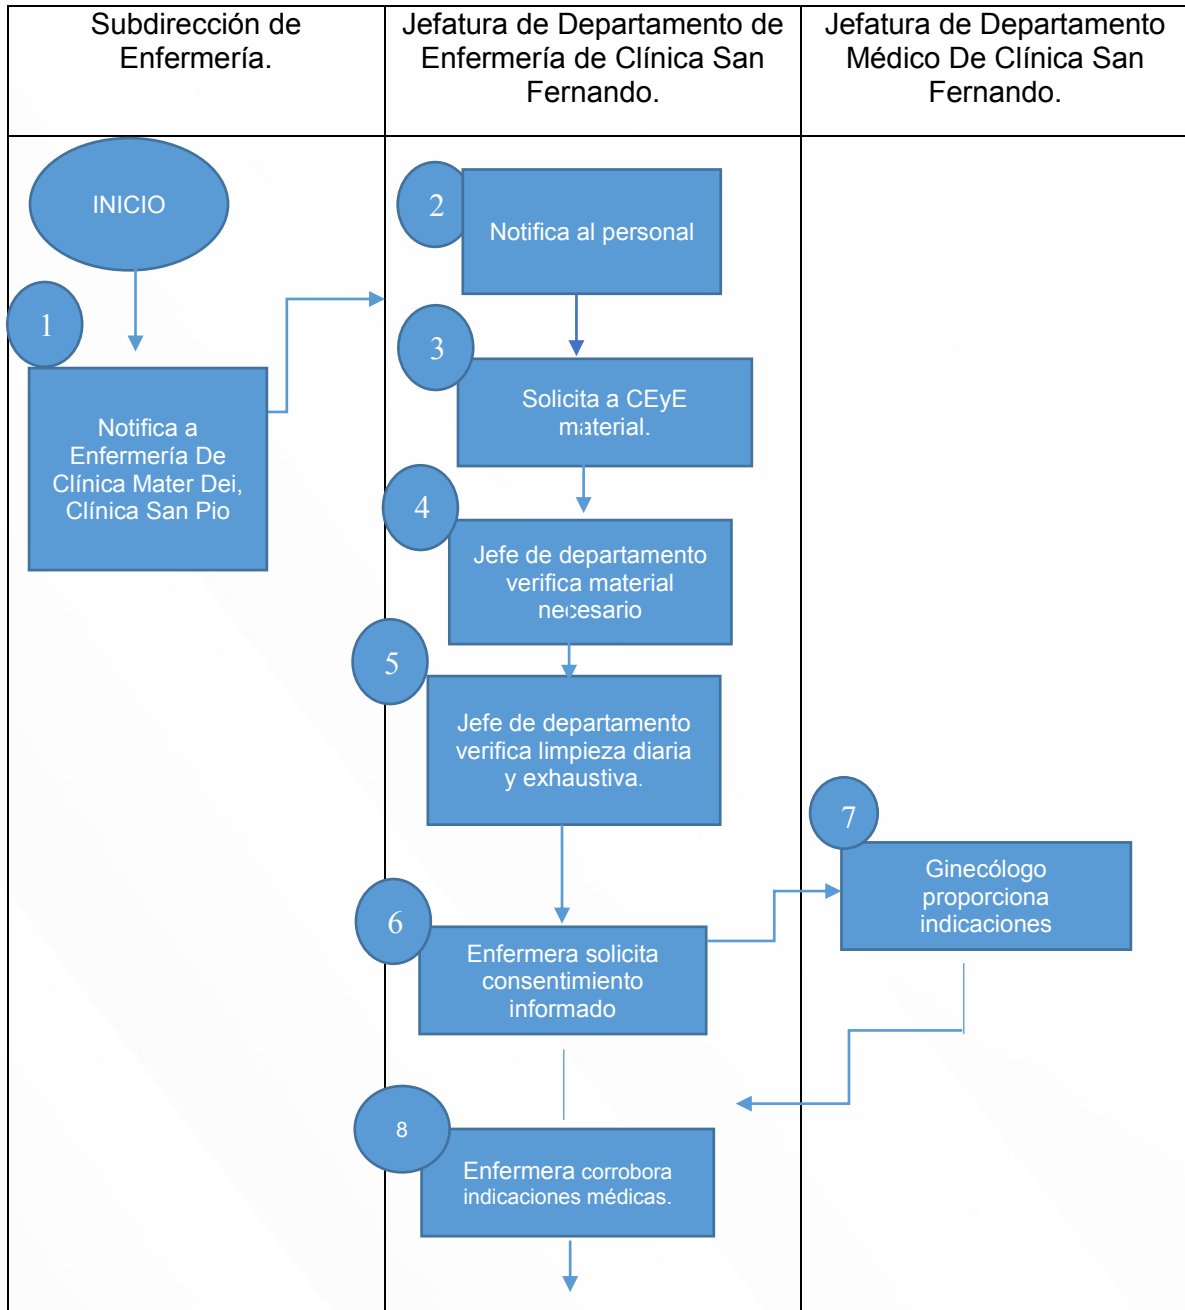 Subdirección de
Enfermería.
Jefatura de Departamento de
Enfermería de Clínica San
Fernando.
Jefatura de Departamento
Médico De Clínica San
Fernando.
INICIO
1
Notifica a
Enfermería De
Clínica Mater Dei,
Clínica San Pio
2
Notifica al personal
3
Solicita a CEyE
material.
4
Jefe de departamento
verifica material
necesario
5
Jefe de departamento
verifica limpieza diaria
y exhaustiva.
6
Enfermera solicita
consentimiento
informado
7
Ginecólogo
proporciona
indicaciones
8
Enfermera corrobora
indicaciones médicas.